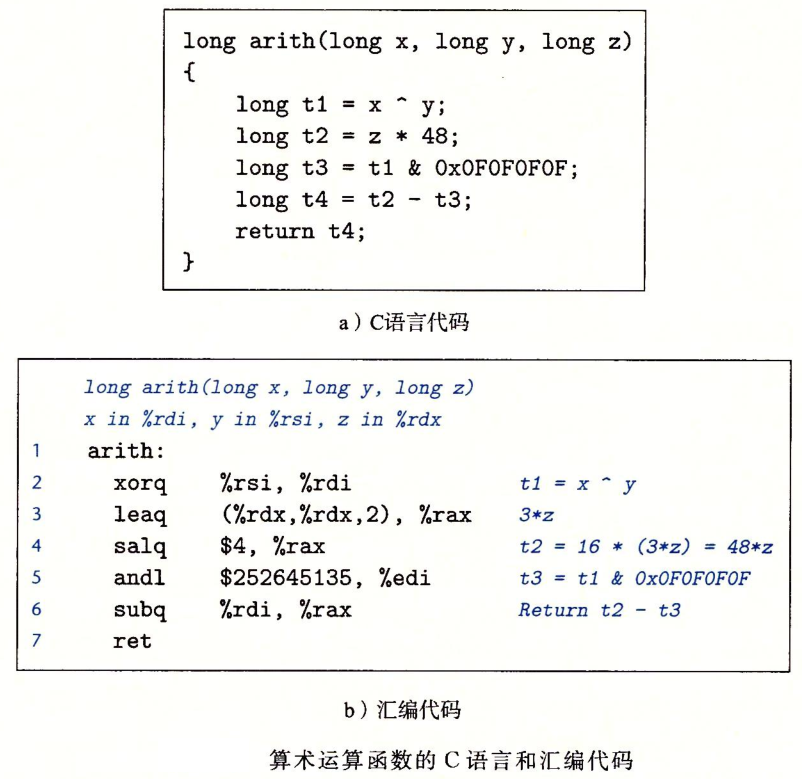 long arith(long x, long y, long z)
{
    long t1 = x ^ y;
    long t2 = z * 48;
    long t3 = t1 & 0x0F0F0F0F;
    long t4 = t2 - t3;
    return t4;
}
a）C语言代码
long arith(long x, long y, long z)
x in %rdi, y in %rsi, z in %rdx
1 arith:
2 xorq %rsi, %rdi t1 = x ^ y
3 leaq (%rdx,%rdx,2), %rax 3*z
4 salq $4, %rax t2 = 16 * (3*z) = 48*z
5 andl $252645135, %edi t3 = t1 & 0x0F0F0F0F
6 subq %rdi, %rax Return t2 - t3
7 ret
b）汇编代码
算术运算函数的 C 语言和汇编代码